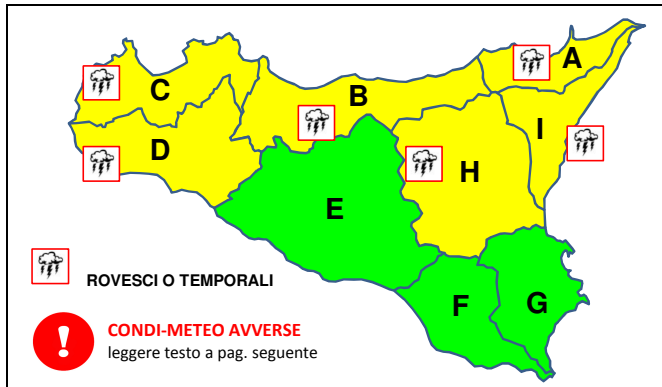 A
C
B
I
D
H
E
F
G
ROVESCI O TEMPORALI
! CONDI-METEO AVVERSE
leggere testo a pag. seguente